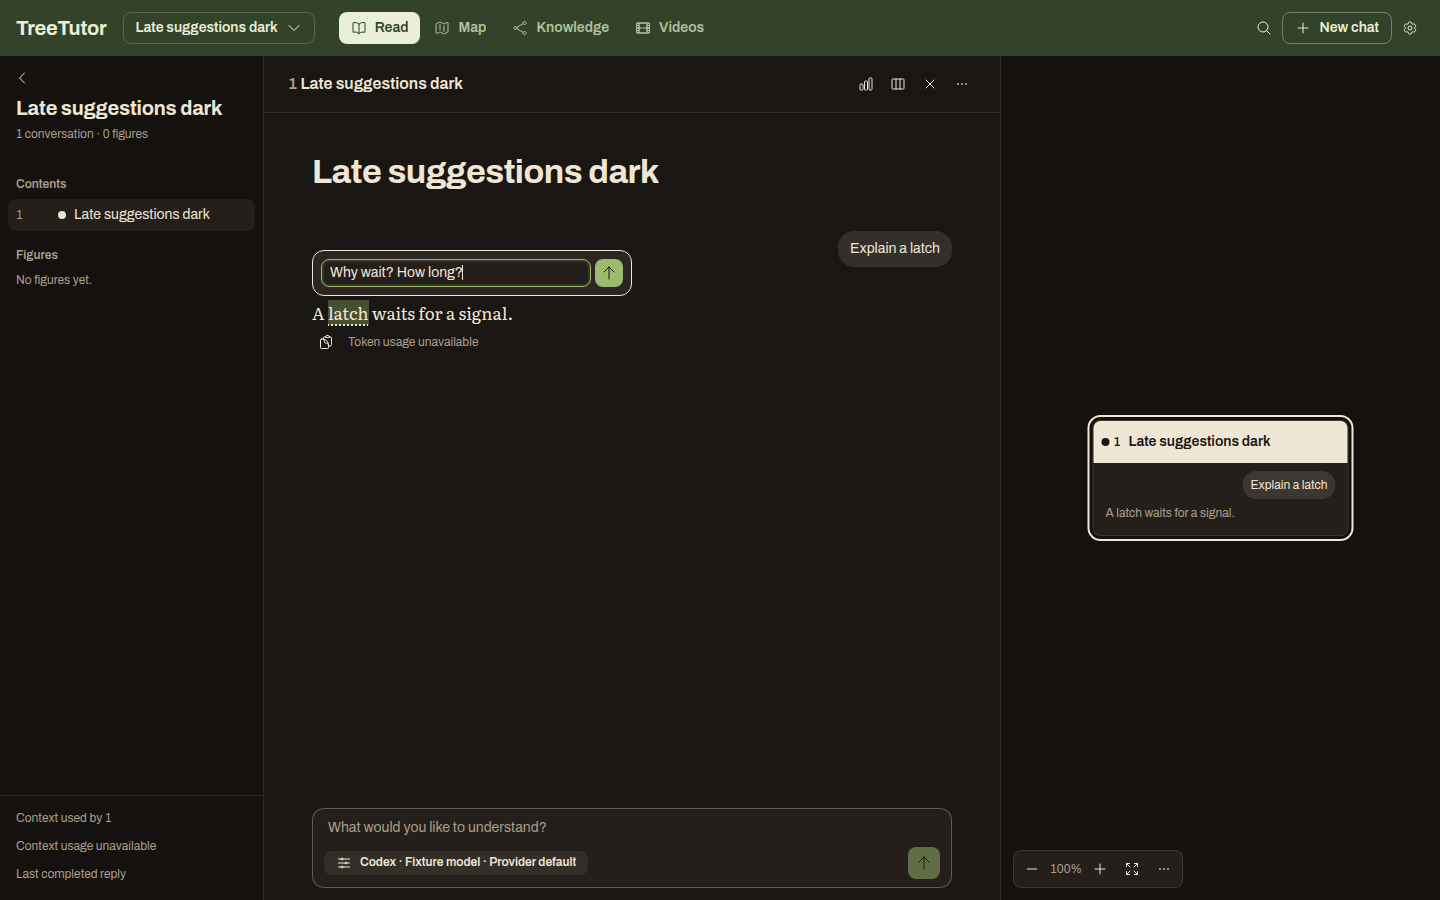 TreeTutor
Late suggestions dark
Read
Map
Knowledge
Videos
New chat
Late suggestions dark
1 conversation · 0 figures
Contents
1 Late suggestions dark
Figures
No figures yet.
Context used by 1
Context usage unavailable
Last completed reply
1 Late suggestions dark
Late suggestions dark
Explain a latch
Why wait? How long?
A latch waits for a signal.
Token usage unavailable
What would you like to understand?
Codex · Fixture model · Provider default
1 Late suggestions dark
Explain a latch
A latch waits for a signal.
100%